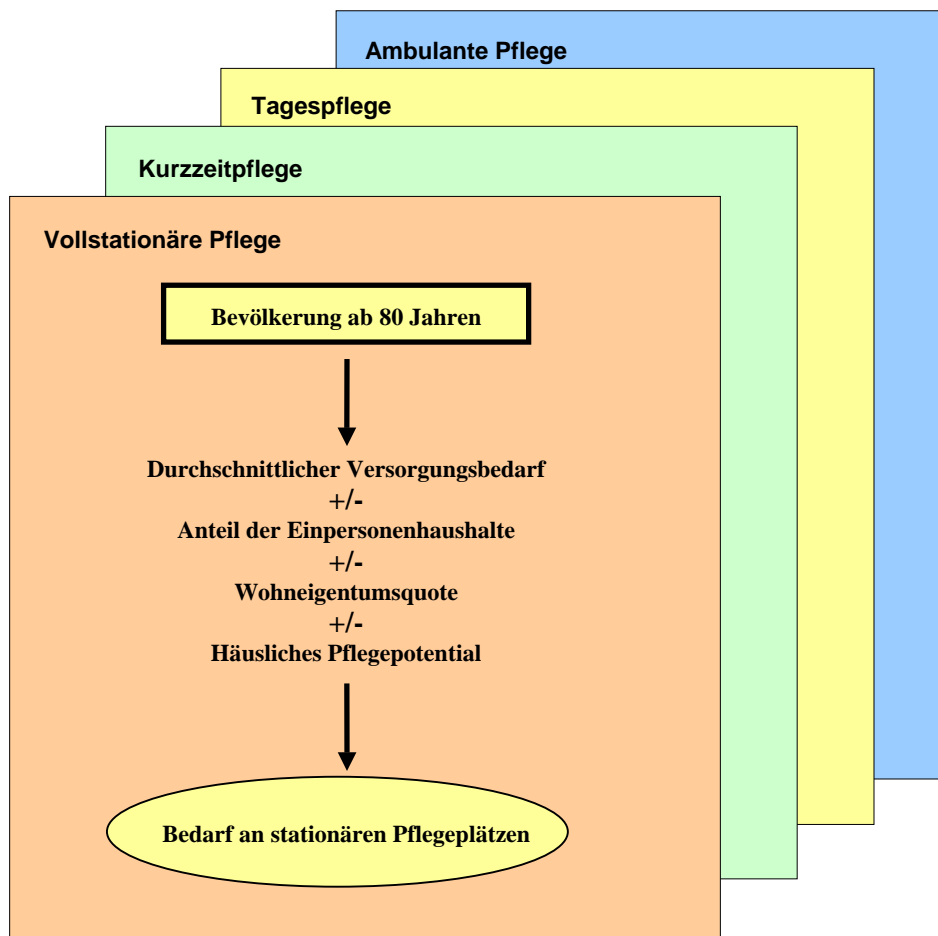 Ambulante Pflege
Tagespflege
Kurzzeitpflege
Vollstationäre Pflege
Bevölkerung ab 80 Jahren
Durchschnittlicher Versorgungsbedarf
+/-
Anteil der Einpersonenhaushalte
+/-
Wohneigentumsquote
+/-
Häusliches Pflegepotential
Bedarf an stationären Pflegeplätzen